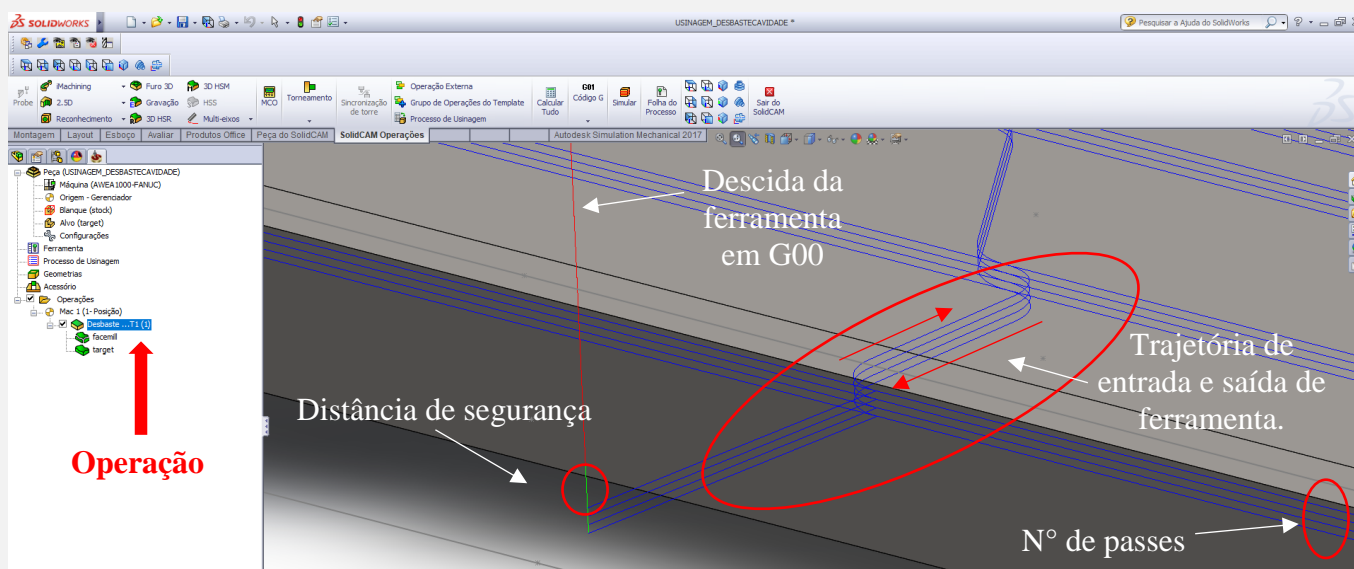 SOLIDWORKS
USINAGEM_DESBASTECAVIDADE *
Pesquisar a Ajuda do SolidWorks
Probe
iMachining
2.5D
Reconhecimento
Furo 3D
Gravação
3D HSR
3D HSM
HSS
Multi-eixos
MCO
Torneamento
Sincronização
de torre
Operação Externa
Grupo de Operações do Template
Processo de Usinagem
Calcular
Tudo
G01
Código G
Simular
Folha do
Processo
Sair do
SolidCAM
Montagem
Layout
Esboço
Avaliar
Produtos Office
Peça do SolidCAM
SolidCAM Operações
Autodesk Simulation Mechanical 2017
Peça (USINAGEM_DESBASTECAVIDADE)
Máquina (AWEA1000-FANUC)
Origem - Gerenciador
Blanque (stock)
Alvo (target)
Configurações
Ferramenta
Processo de Usinagem
Geometrias
Acessório
Operações
Mac 1 (1- Posição)
Desbaste ...T1 (1)
facemill
target
Operação
Descida da
ferramenta
em G00
Distância de segurança
Trajetória de
entrada e saída de
ferramenta.
N° de passes